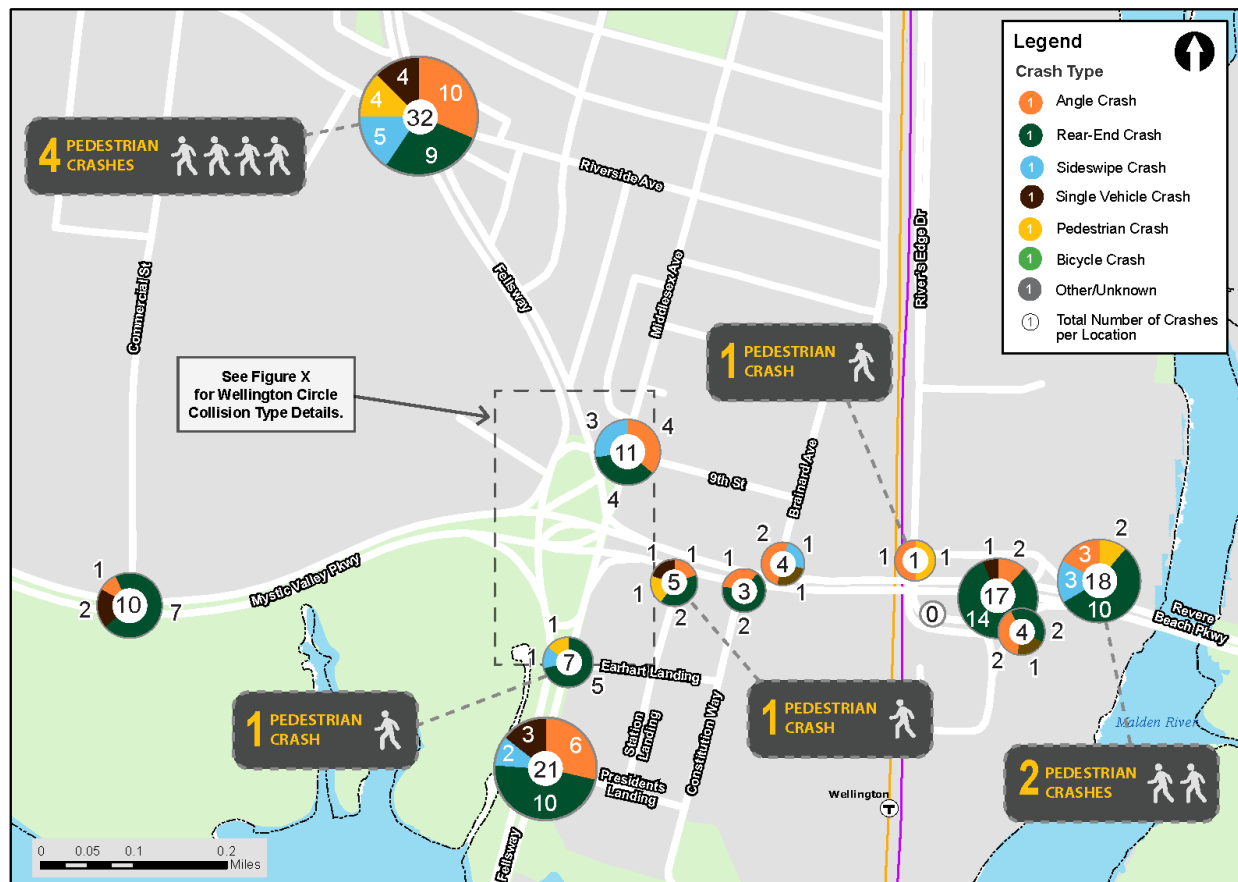 Legend
Crash Type
1 Angle Crash
1 Rear-End Crash
1 Sideswipe Crash
1 Single Vehicle Crash
1 Pedestrian Crash
1 Bicycle Crash
1 Other/Unknown
1 Total Number of Crashes
per Location
4 10
4 32
5 9
4 PEDESTRIAN
CRASHES
Riverside Ave
River's Edge Dr
Commercial St
Fellsway
Middlesex Ave
1 PEDESTRIAN
CRASH
See Figure X
for Wellington Circle
Collision Type Details.
3 4
11
4
9th St
Brainard Ave
1
2 10 7
Mystic Valley Pkwy
1 1
5
1 2
1
3
2
2 1
4
1
1 1 1
0
1 2
17
14
4 2
2 1
2
3
18
3
10
Revere
Beach Pkwy
1
1 7
5
Earhart Landing
1 PEDESTRIAN
CRASH
1 PEDESTRIAN
CRASH
2 PEDESTRIAN
CRASHES
Station
Landing
Constitution Way
Malden River
3 6
2 21
10
Presidents
Landing
Wellington
T
Fellsway
0 0.05 0.1 0.2
Miles